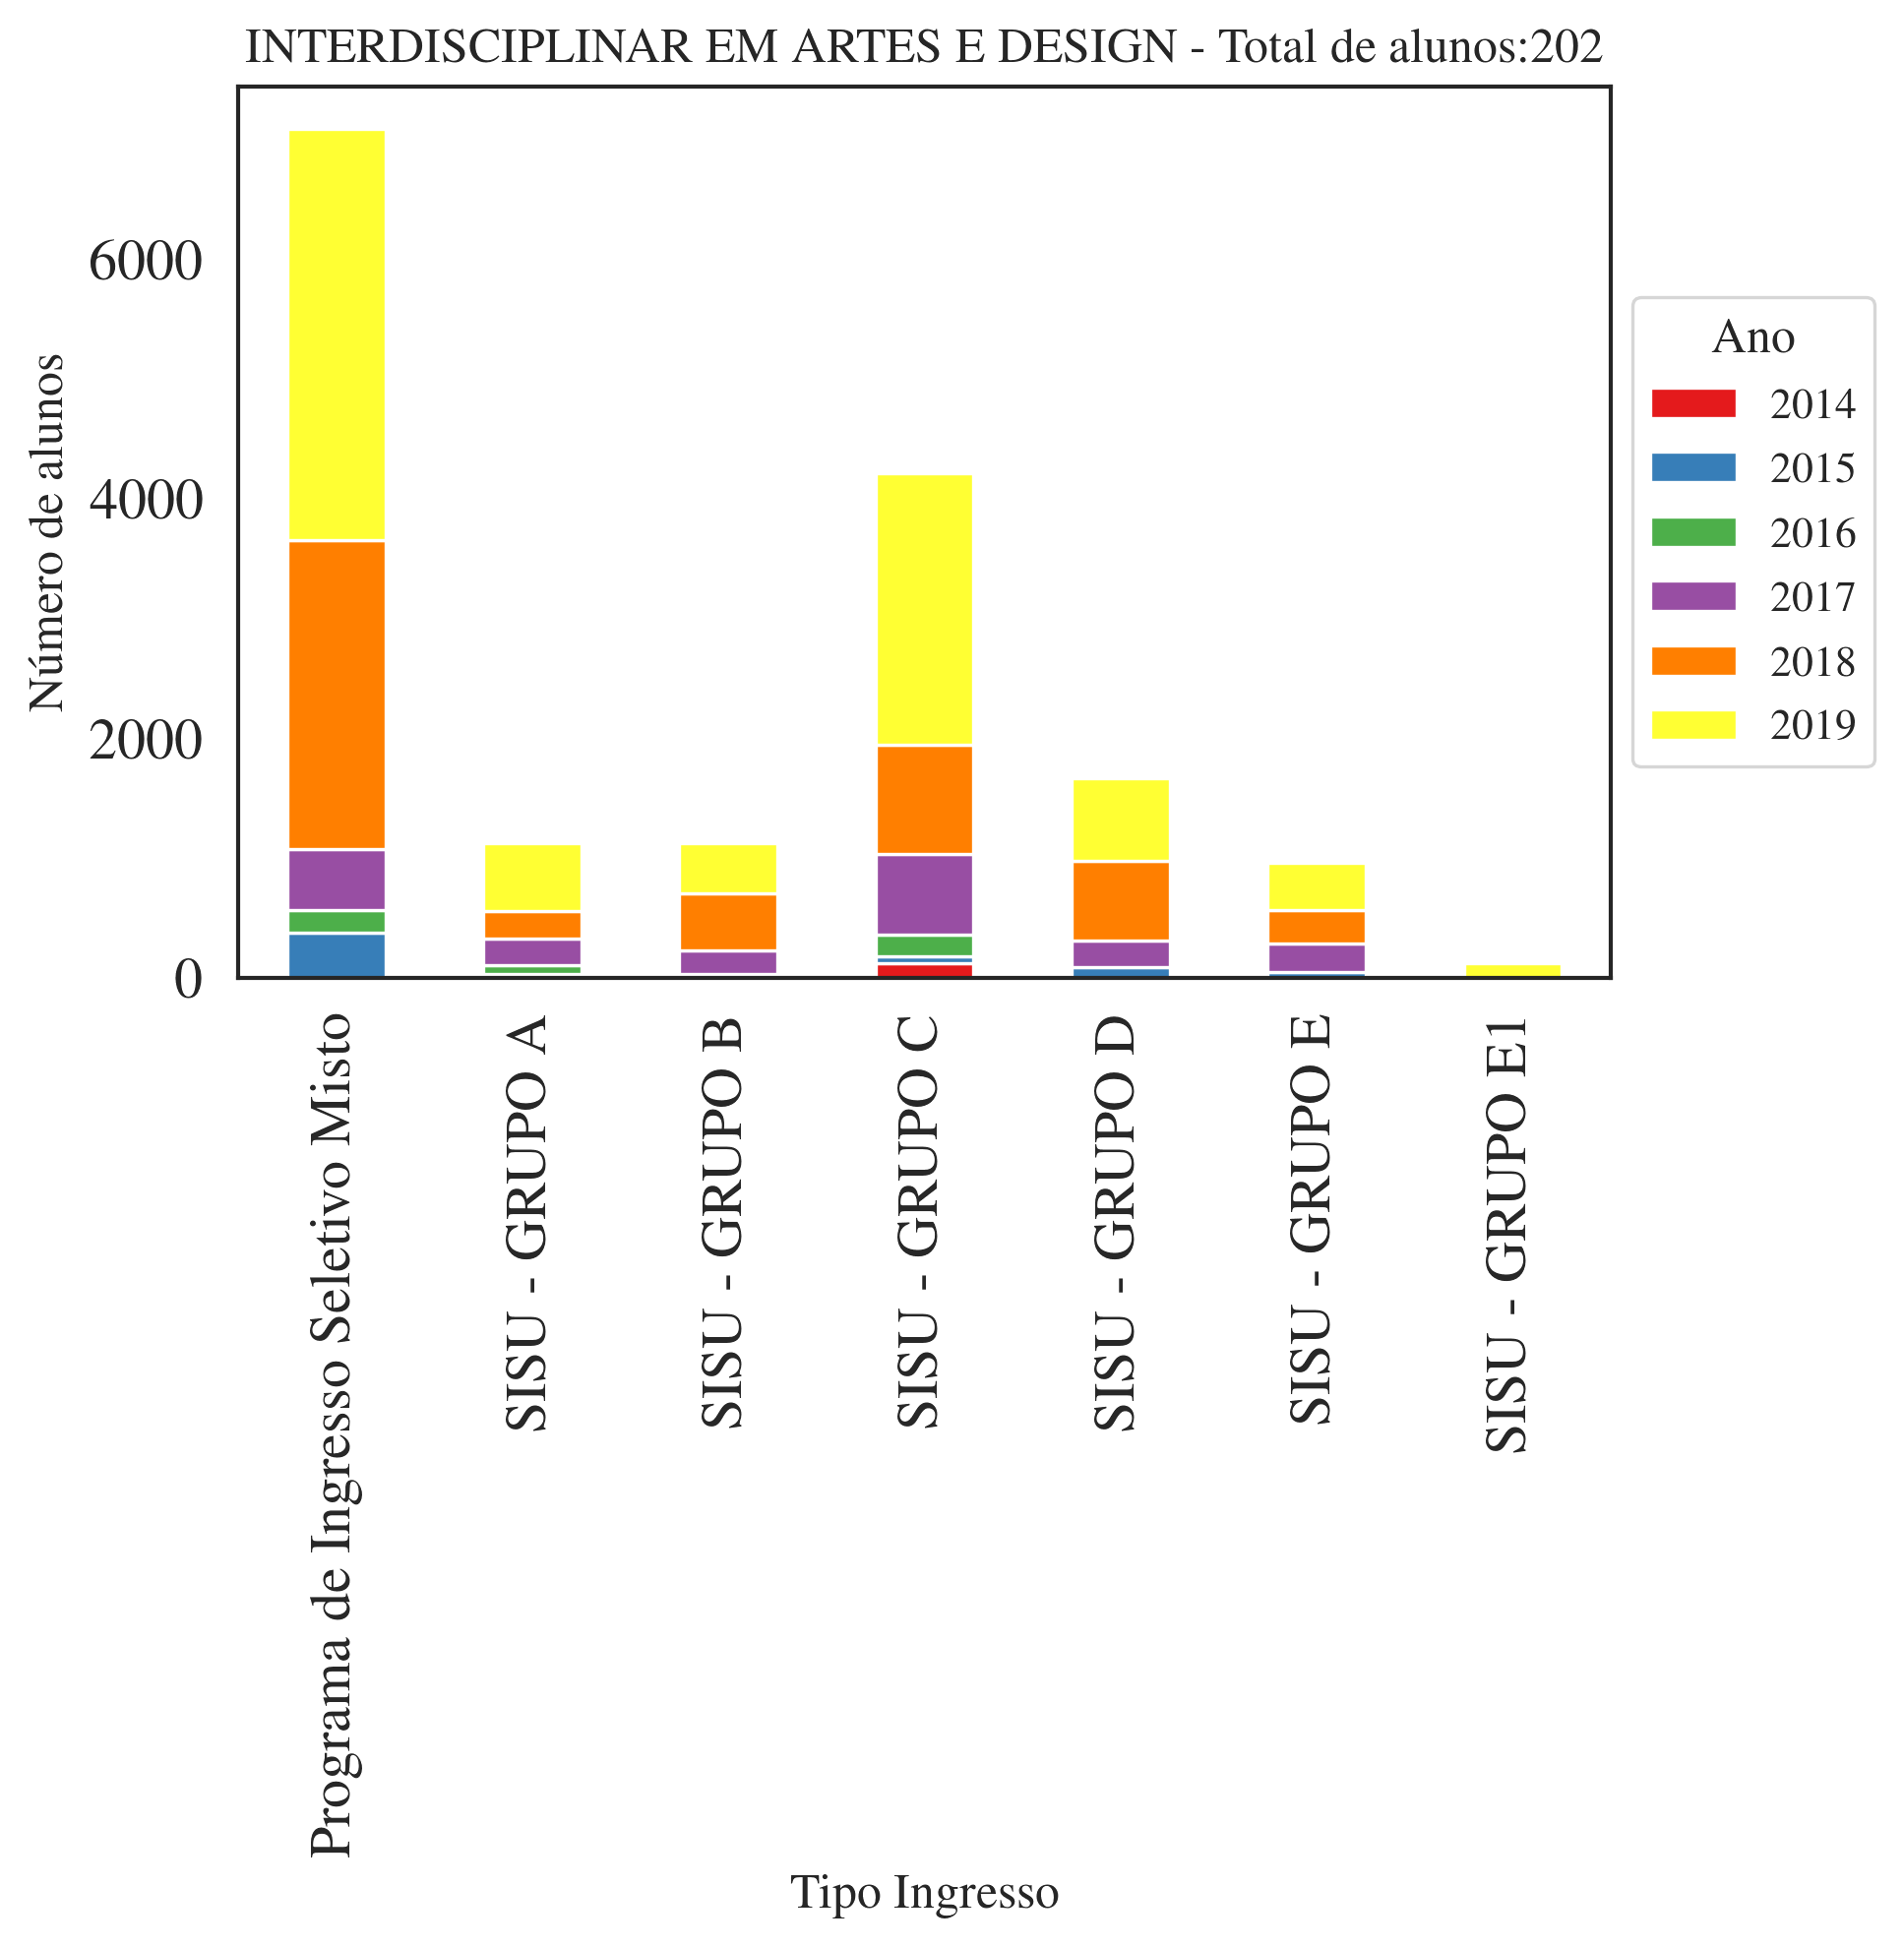 INTERDISCIPLINAR EM ARTES E DESIGN - Total de alunos:202
Número de alunos
6000
4000
2000
0
Ano
2014
2015
2016
2017
2018
2019
Programa de Ingresso Seletivo Misto
SISU - GRUPO A
SISU - GRUPO B
SISU - GRUPO C
SISU - GRUPO D
SISU - GRUPO E
SISU - GRUPO E1
Tipo Ingresso